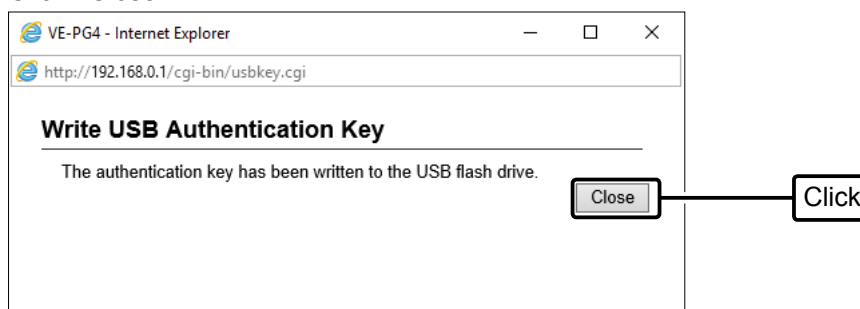 VE-PG4 - Internet Explorer
http://192.168.0.1/cgi-bin/usbkey.cgi
Write USB Authentication Key
The authentication key has been written to the USB flash drive.
Close
Click